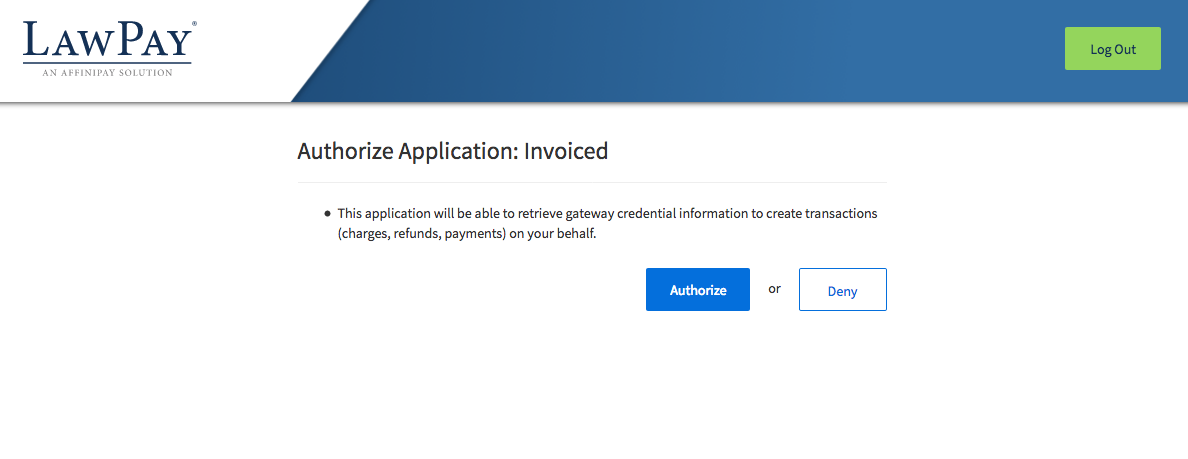 LAWPAY®
AN AFFINIPAY SOLUTION
Log Out
Authorize Application: Invoiced
• This application will be able to retrieve gateway credential information to create transactions
(charges, refunds, payments) on your behalf.
Authorize or Deny